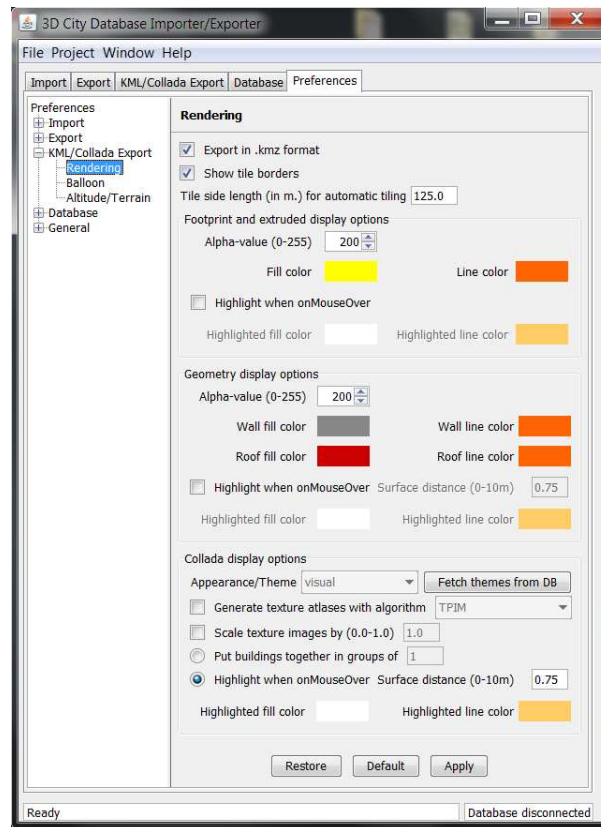 3D City Database Importer/Exporter
File Project Window Help
Import Export KML/Collada Export Database Preferences
Preferences
Import
Export
KML/Collada Export
Rendering
Balloon
Altitude/Terrain
Database
General
Rendering
Export in .kmz format
Show tile borders
Tile side length (in m.) for automatic tiling 125.0
Footprint and extruded display options
Alpha-value (0-255) 200
Fill color Line color
Highlight when onMouseOver
Highlighted fill color Highlighted line color
Geometry display options
Alpha-value (0-255) 200
Wall fill color Wall line color
Roof fill color Roof line color
Highlight when onMouseOver Surface distance (0-10m) 0.75
Highlighted fill color Highlighted line color
Collada display options
Appearance/Theme visual Fetch themes from DB
Generate texture atlases with algorithm TPIM
Scale texture images by (0.0-1.0) 1.0
Put buildings together in groups of 1
Highlight when onMouseOver Surface distance (0-10m) 0.75
Highlighted fill color Highlighted line color
Restore Default Apply
Ready Database disconnected